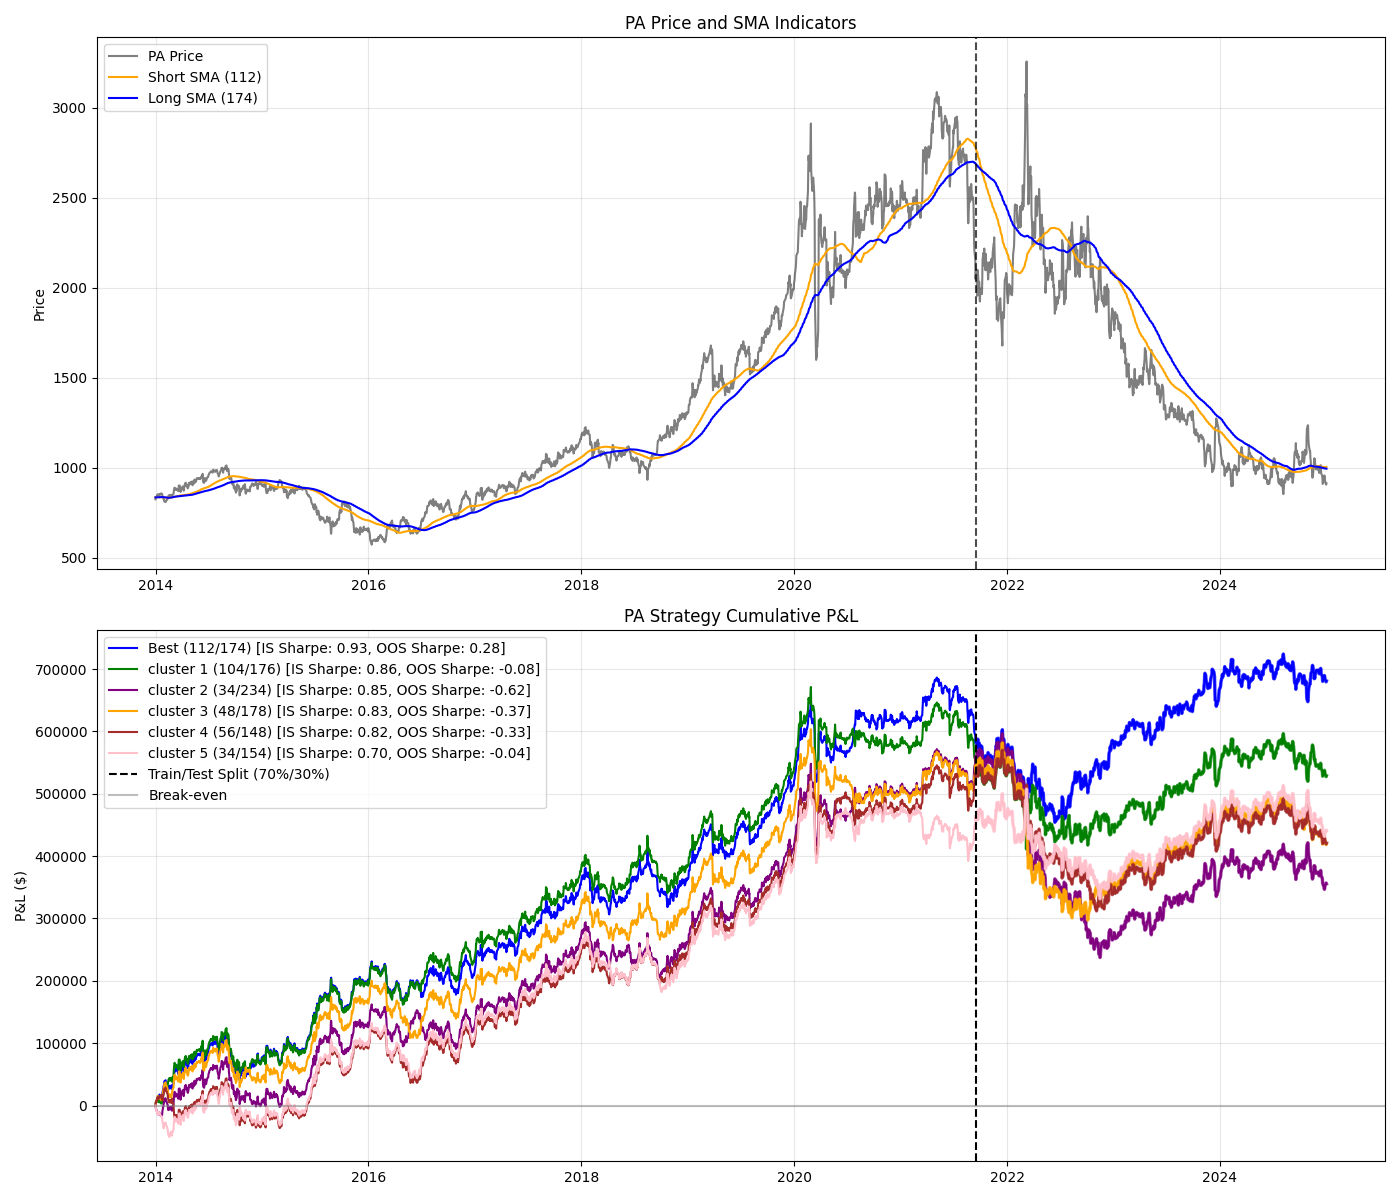 PA Price and SMA Indicators
PA Price
Short SMA (112)
Long SMA (174)
Price
3000
2500
2000
1500
1000
500
2014
2016
2018
2020
2022
2024
PA Strategy Cumulative P&L
Best (112/174) [IS Sharpe: 0.93, OOS Sharpe: 0.28]
cluster 1 (104/176) [IS Sharpe: 0.86, OOS Sharpe: -0.08]
cluster 2 (34/234) [IS Sharpe: 0.85, OOS Sharpe: -0.62]
cluster 3 (48/178) [IS Sharpe: 0.83, OOS Sharpe: -0.37]
cluster 4 (56/148) [IS Sharpe: 0.82, OOS Sharpe: -0.33]
cluster 5 (34/154) [IS Sharpe: 0.70, OOS Sharpe: -0.04]
Train/Test Split (70%/30%)
Break-even
P&L ($)
700000
600000
500000
400000
300000
200000
100000
0
2014
2016
2018
2020
2022
2024